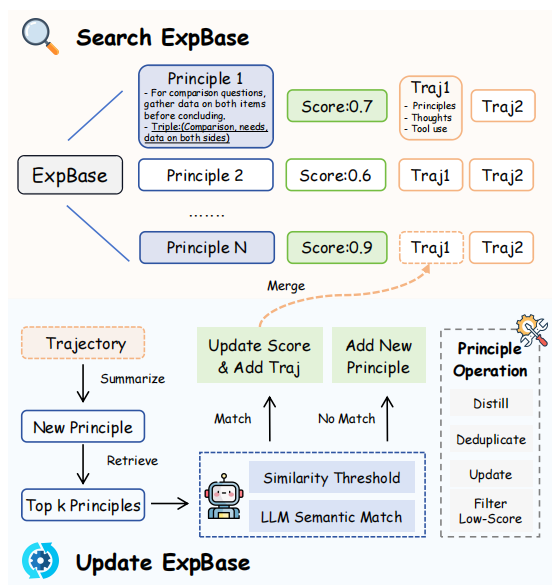 Search ExpBase
Principle 1
- For comparison questions,
gather data on both items
before concluding.
- Triple:(Comparison, needs,
data on both sides)
Score:0.7
Traj1
- Principles
- Thoughts
- Tool use
Traj2
ExpBase
Principle 2
Score:0.6
Traj1
Traj2
.......
Principle N
Score:0.9
Traj1
Traj2
Merge
Trajectory
Summarize
New Principle
Retrieve
Top k Principles
Update Score
& Add Traj
Add New
Principle
Match
No Match
Similarity Threshold
LLM Semantic Match
Principle
Operation
Distill
Deduplicate
Update
Filter
Low-Score
Update ExpBase